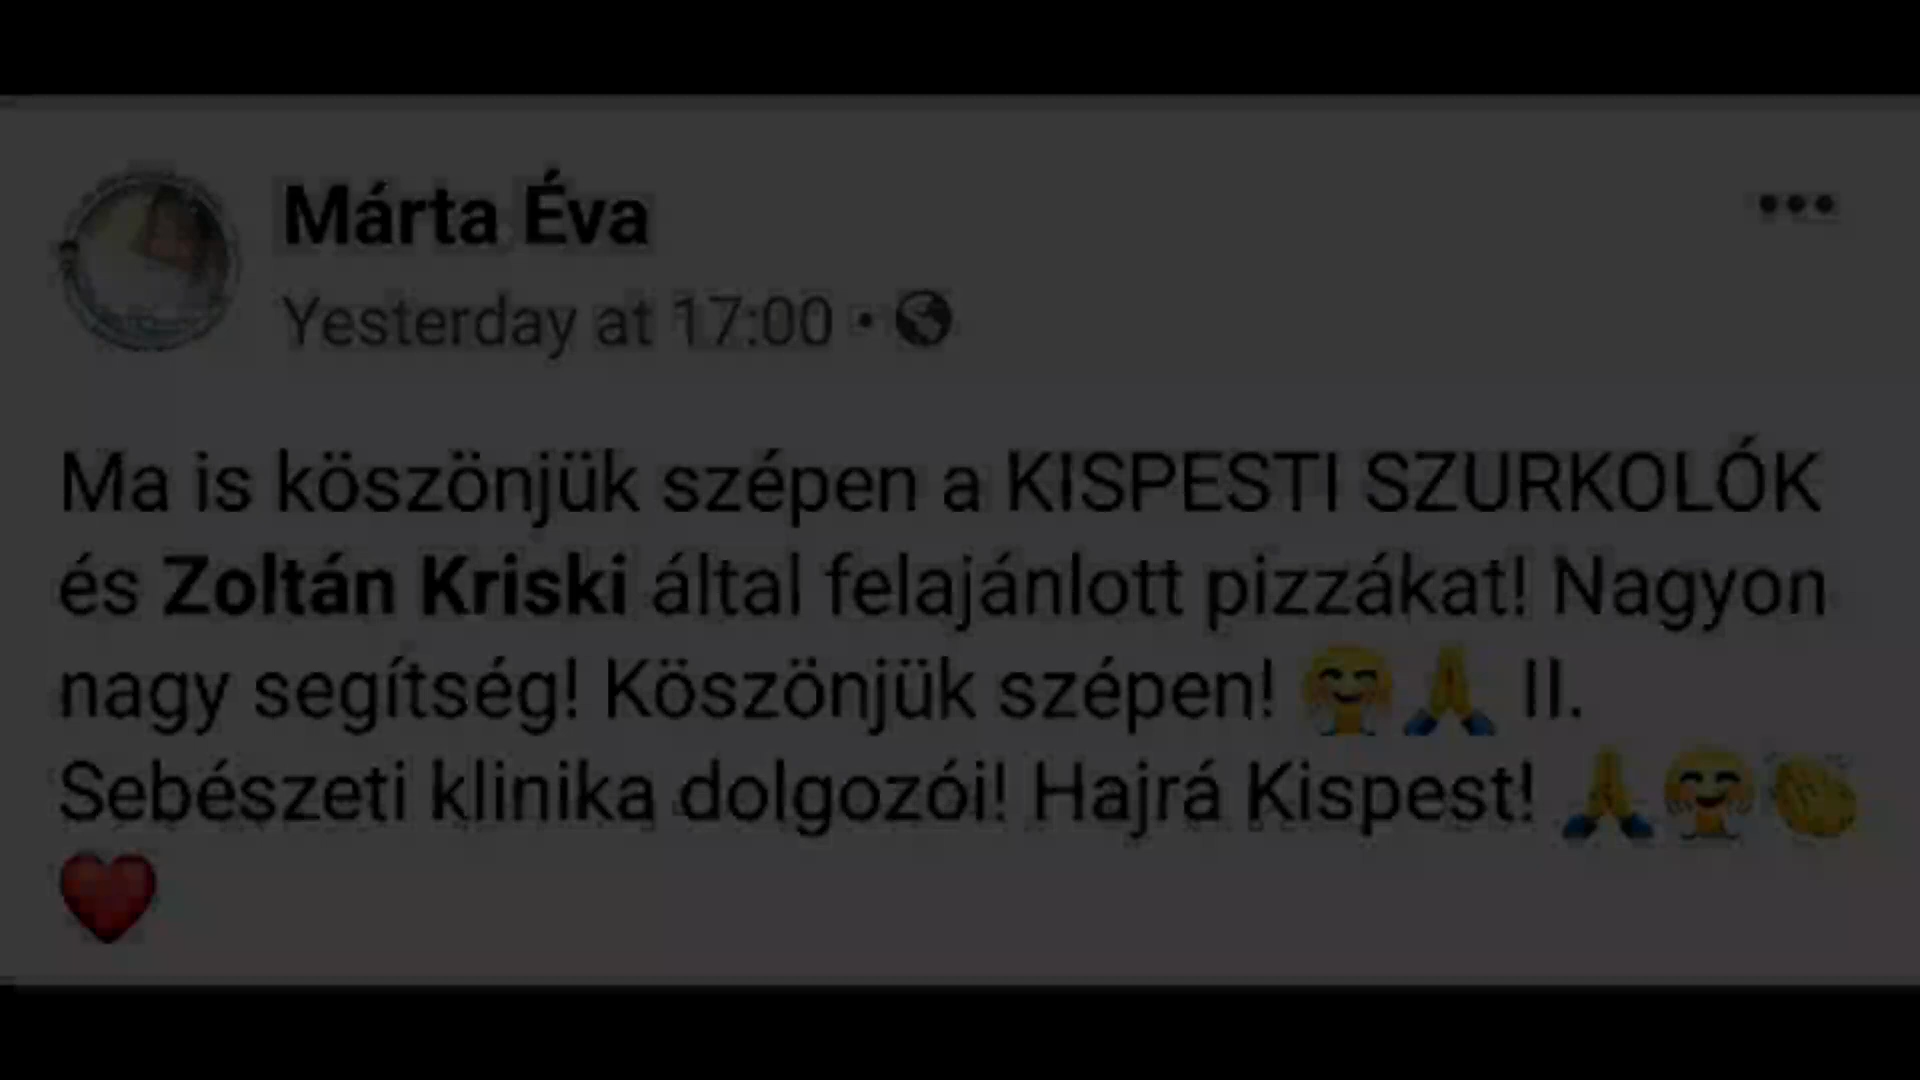 Márta Éva
Yesterday at 17:00 •
Ma is köszönjük szépen a KISPESTI SZURKOLÓK
és Zoltán Kriski által felajánlott pizzákat! Nagyon
nagy segítség! Köszönjük szépen! 🤗🙏 II.
Sebészeti klinika dolgozói! Hajrá Kispest! 🙏🤗👏
❤️